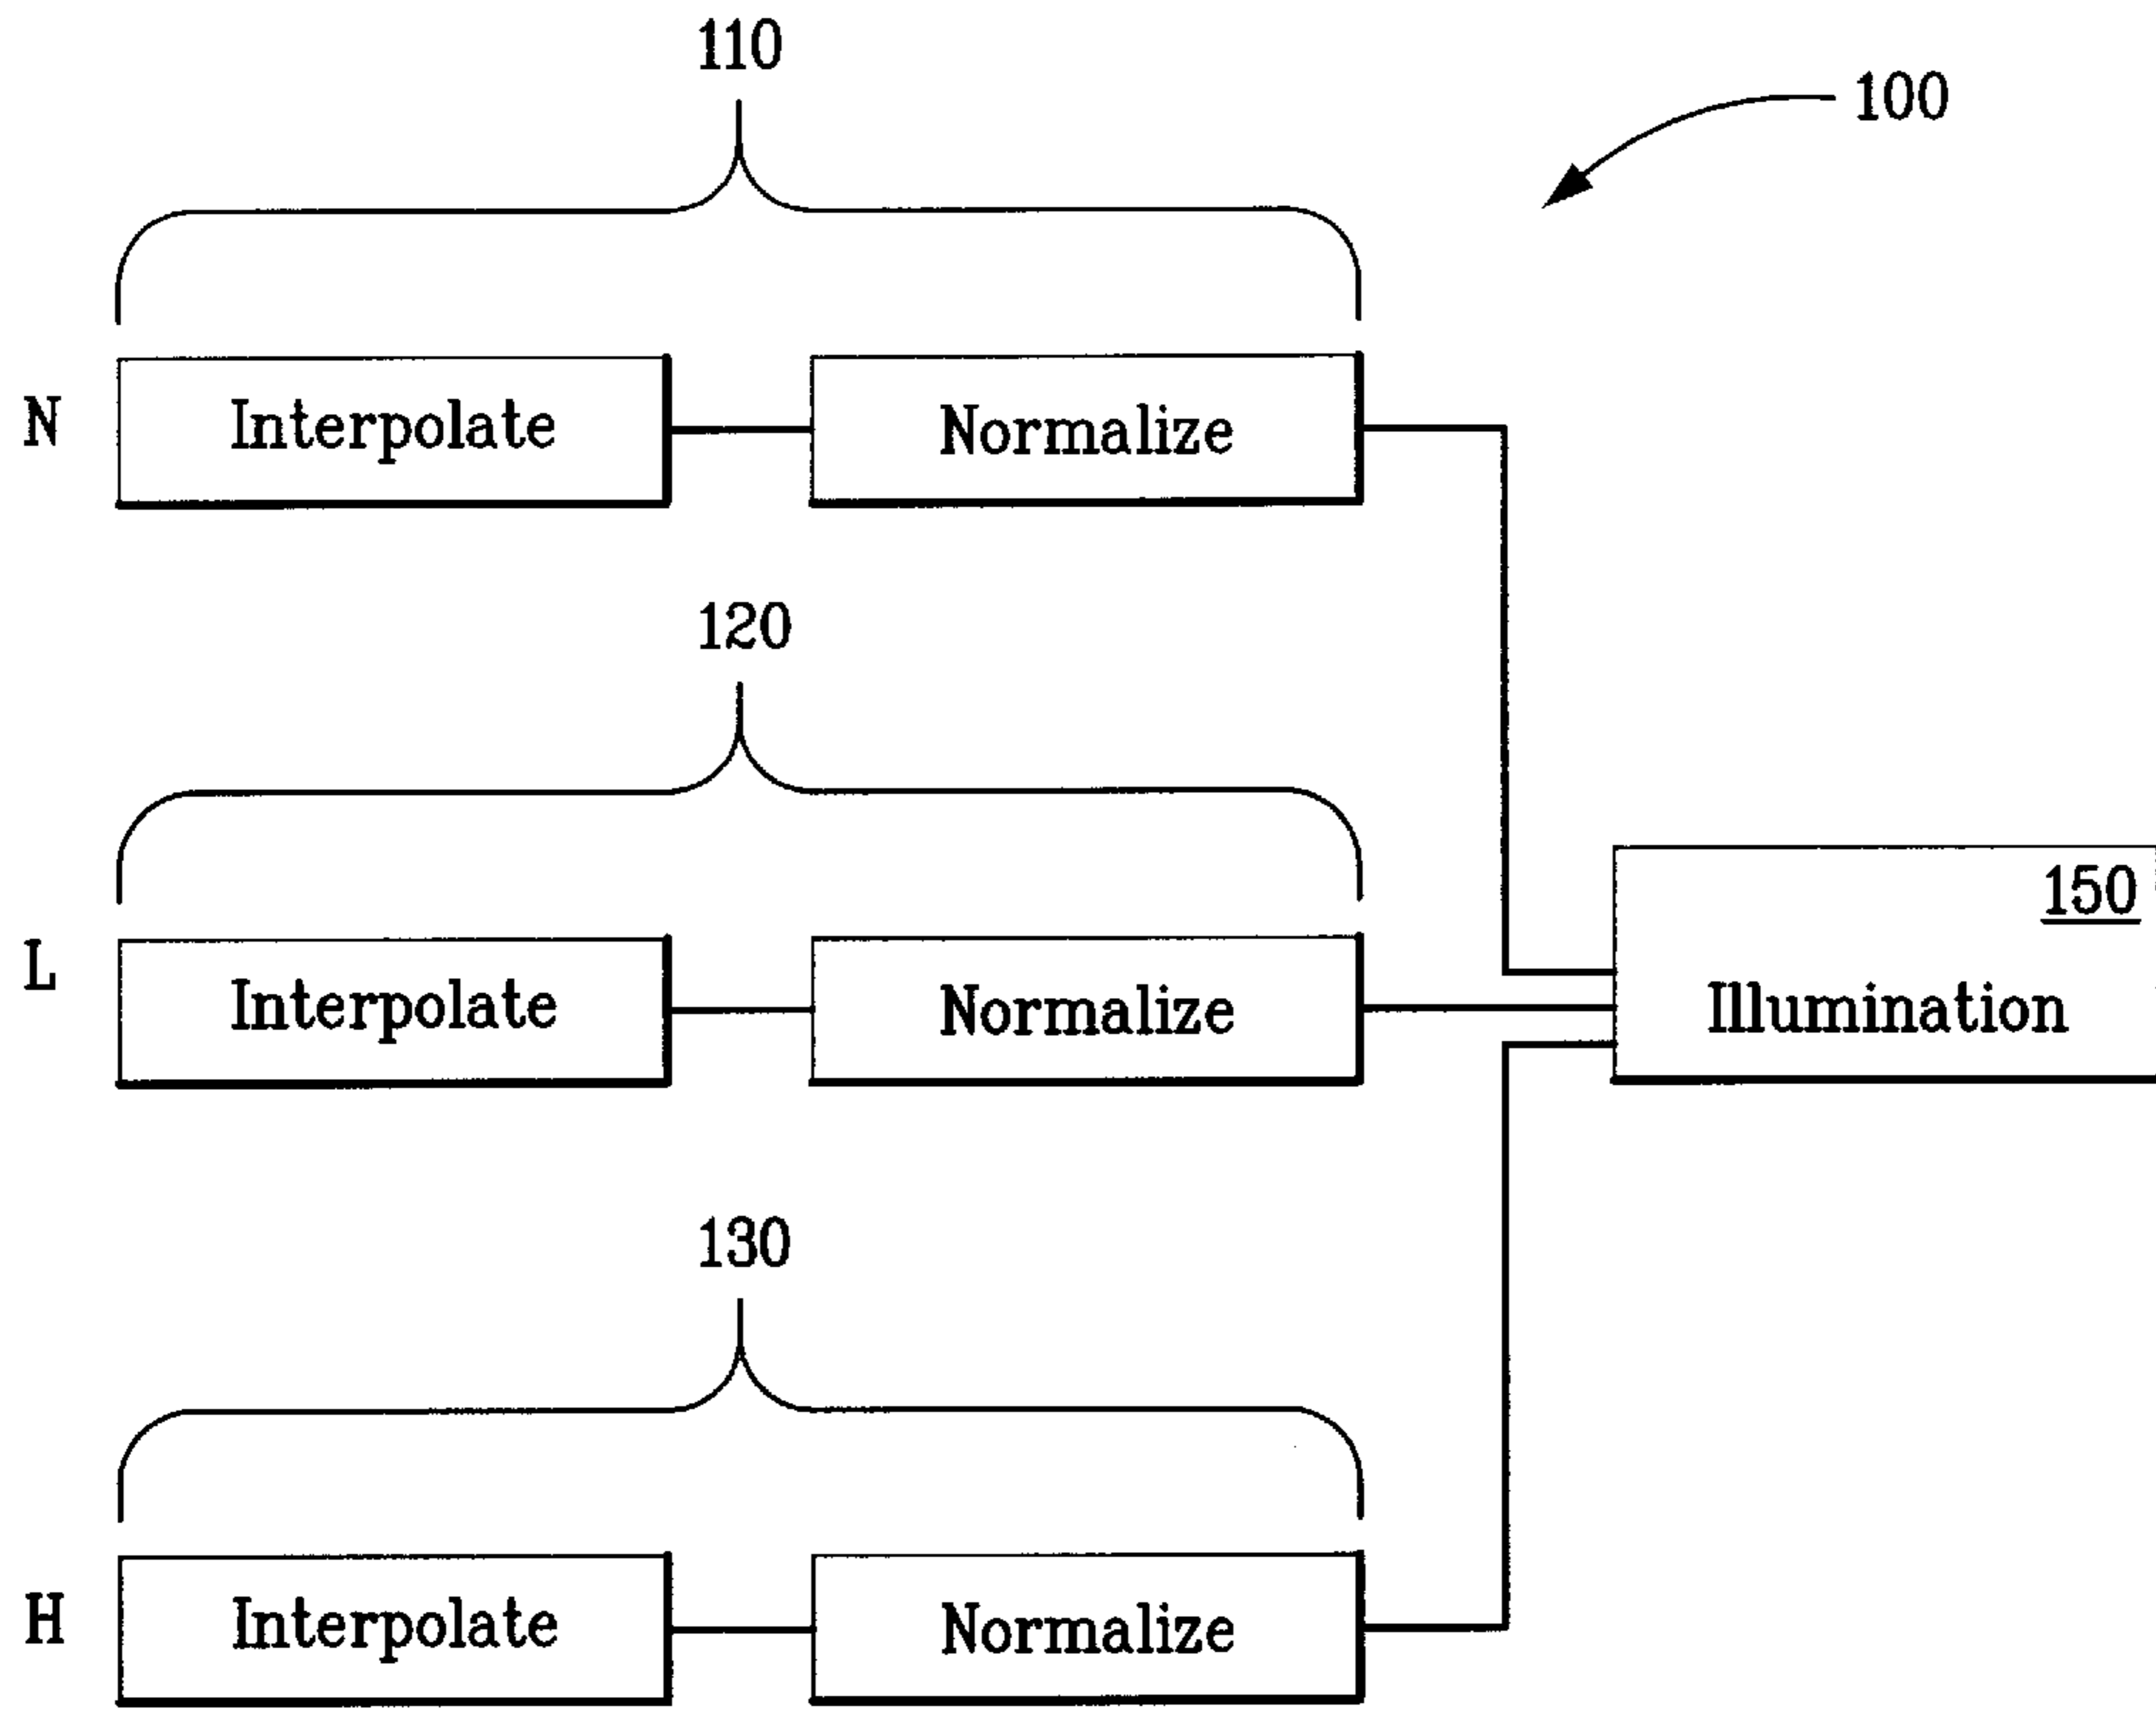 110
100
N
Interpolate
Normalize
120
150
L
Interpolate
Normalize
Illumination
130
H
Interpolate
Normalize